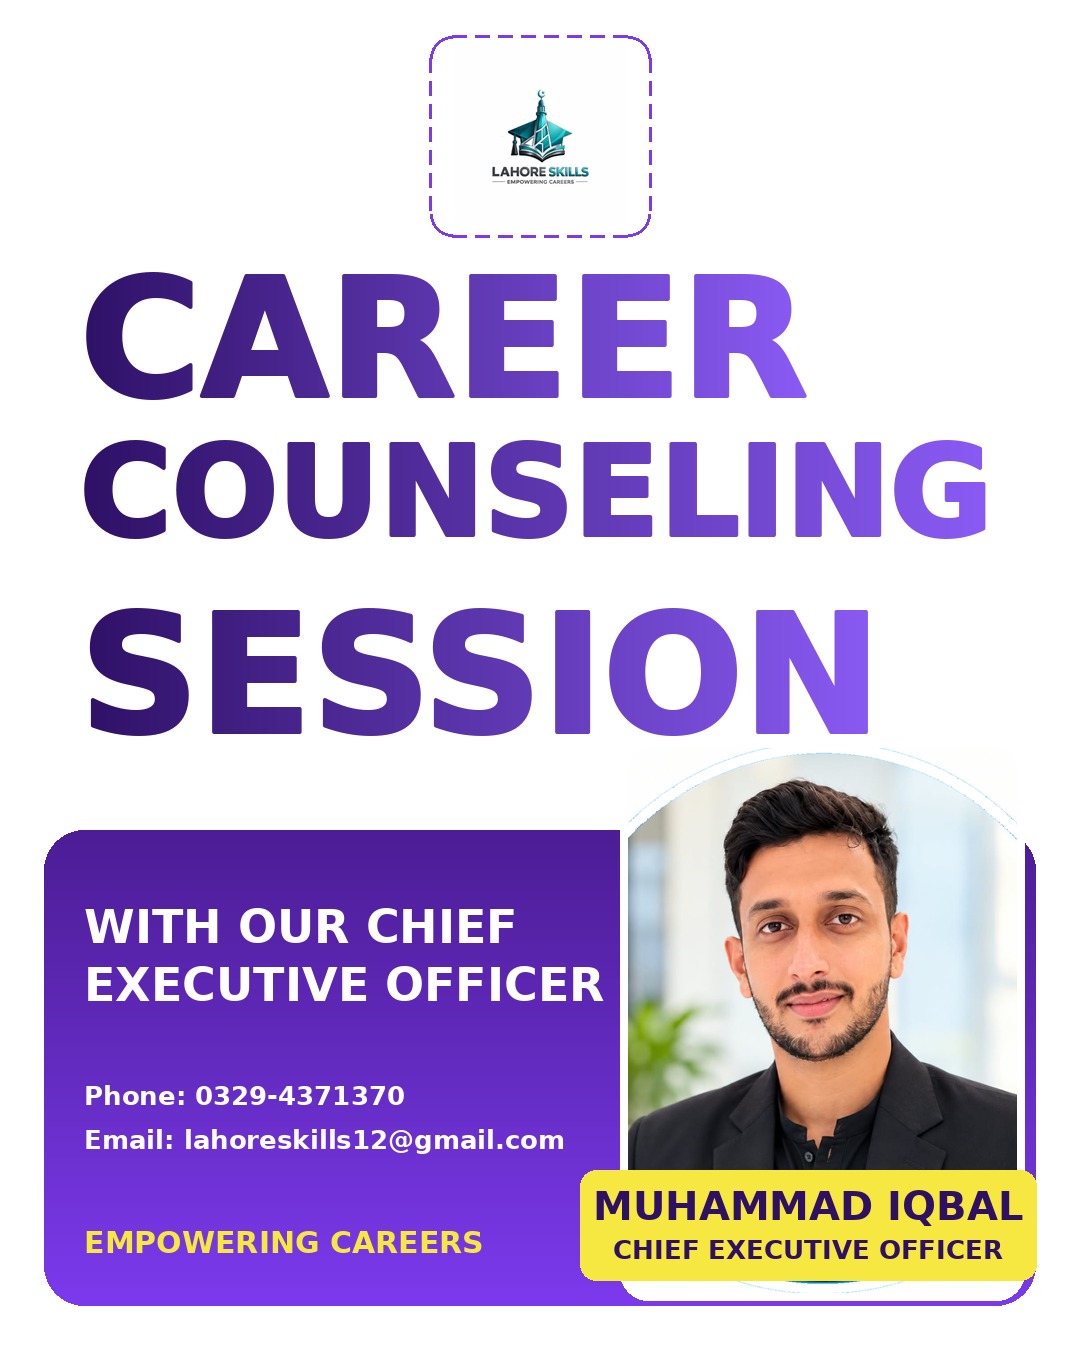 LAHORE SKILLS
EMPOWERING CAREERS
CAREER
COUNSELING
SESSION
WITH OUR CHIEF
EXECUTIVE OFFICER
Phone: 0329-4371370
Email: lahoreskills12@gmail.com
EMPOWERING CAREERS
MUHAMMAD IQBAL
CHIEF EXECUTIVE OFFICER